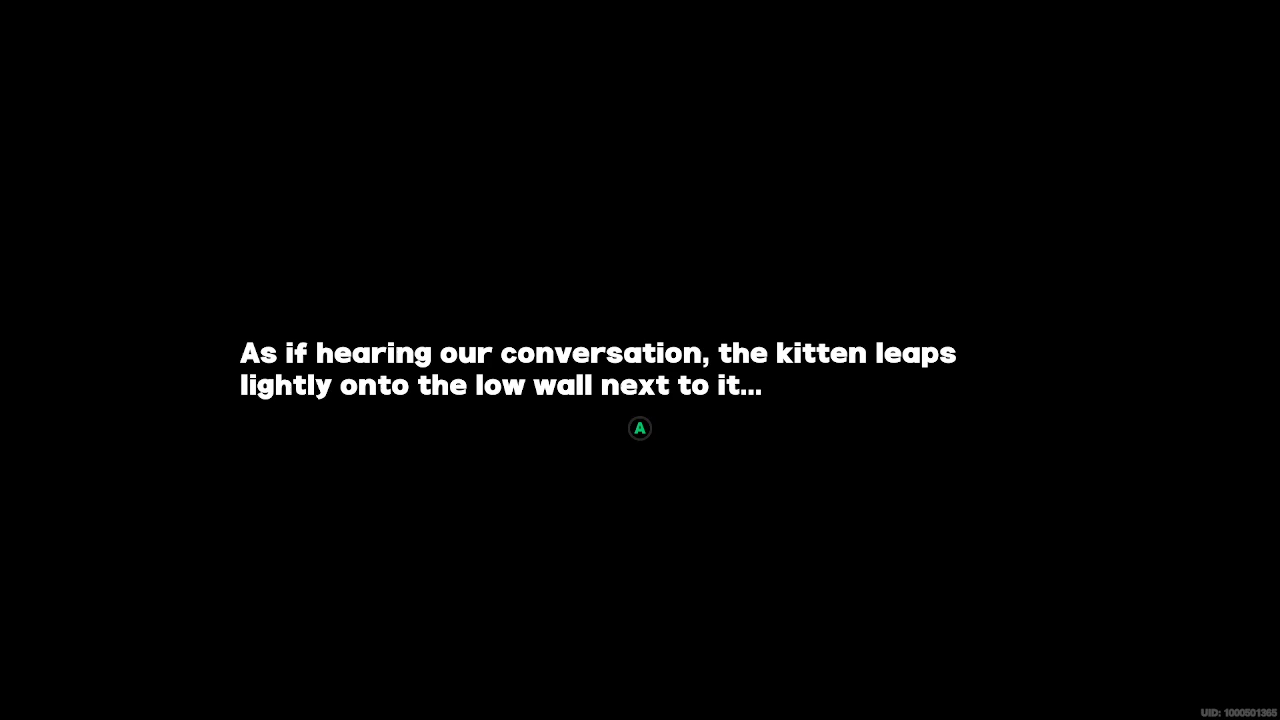 As if hearing our conversation, the kitten leaps
lightly onto the low wall next to it...
A
UID: 1000501365